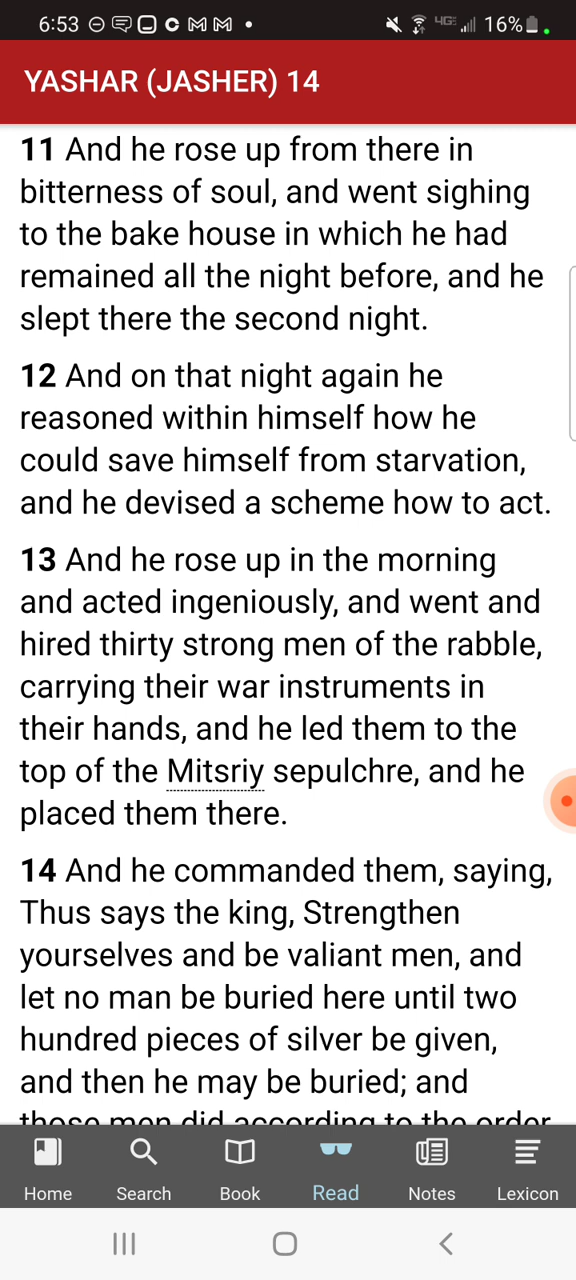 6:53
4G
16%
YASHAR (JASHER) 14
11 And he rose up from there in
bitterness of soul, and went sighing
to the bake house in which he had
remained all the night before, and he
slept there the second night.
12 And on that night again he
reasoned within himself how he
could save himself from starvation,
and he devised a scheme how to act.
13 And he rose up in the morning
and acted ingeniously, and went and
hired thirty strong men of the rabble,
carrying their war instruments in
their hands, and he led them to the
top of the Mitsriy sepulchre, and he
placed them there.
14 And he commanded them, saying,
Thus says the king, Strengthen
yourselves and be valiant men, and
let no man be buried here until two
hundred pieces of silver be given,
and then he may be buried; and
those men did according to the order
Home
Search
Book
Read
Notes
Lexicon